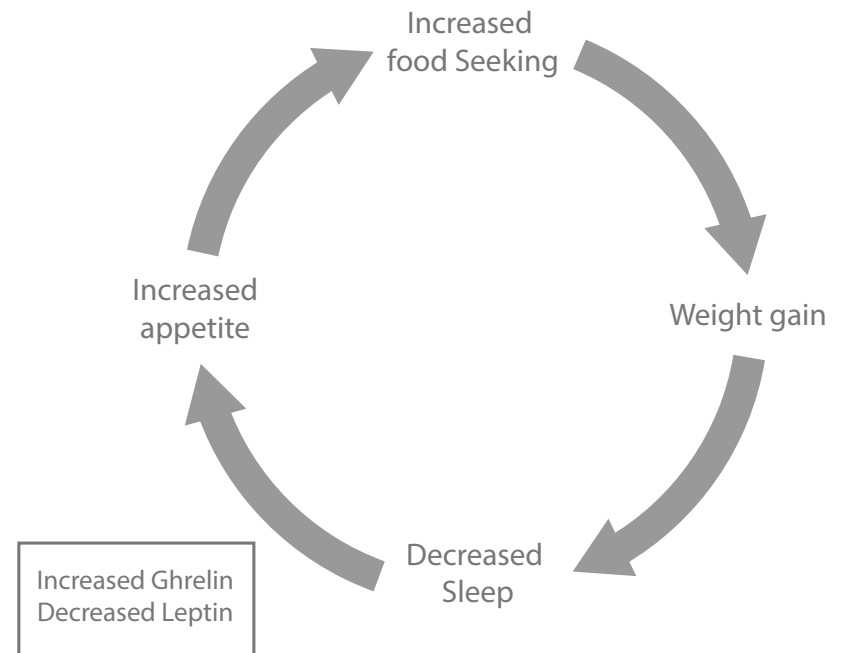 Increased
food Seeking
Weight gain
Decreased
Sleep
Increased
appetite
Increased Ghrelin
Decreased Leptin